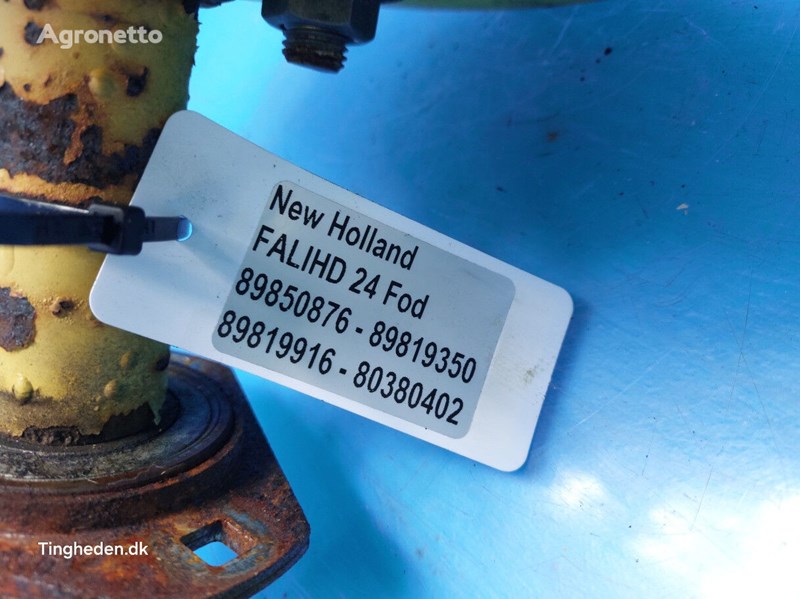 Agronetto
New Holland
FALIHD 24 Fod
89850876 - 89819350
89819916 - 80380402
Tingheden.dk